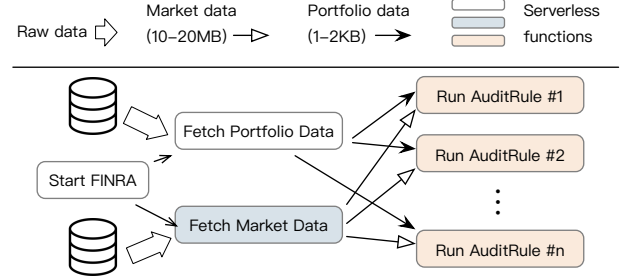 Raw data
Market data
(10–20MB)
Portfolio data
(1–2KB)
Serverless
functions
Run AuditRule #1
Fetch Portfolio Data
Run AuditRule #2
Start FINRA
Fetch Market Data
Run AuditRule #n